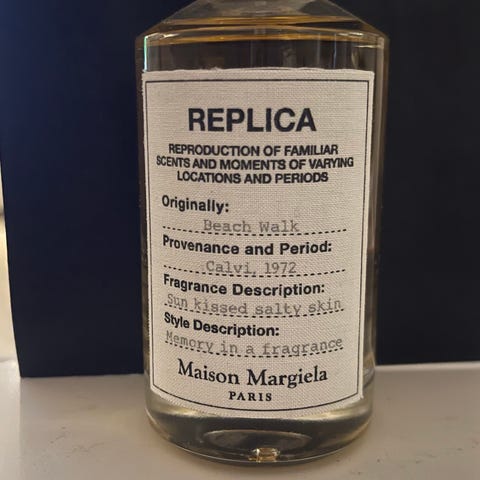 REPLICA
REPRODUCTION OF FAMILIAR
SCENTS AND MOMENTS OF VARYING
LOCATIONS AND PERIODS
Originally:
Beach Walk
Provenance and Period:
Calvi, 1972
Fragrance Description:
Sun kissed salty skin
Style Description:
Memory in a fragrance
Maison Margiela
PARIS